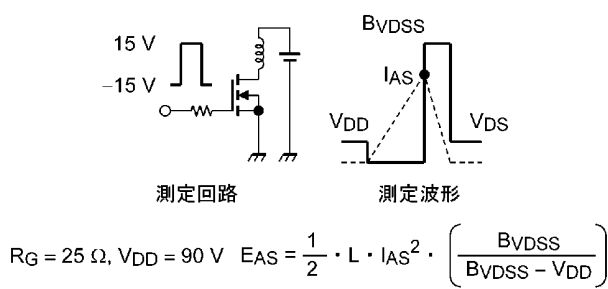 15 V
−15 V
BVDSS
IAS
VDD
VDS
測定回路
測定波形
RG = 25 Ω, VDD = 90 V EAS = 1/2 · L · IAS² · (BVDSS / (BVDSS − VDD))